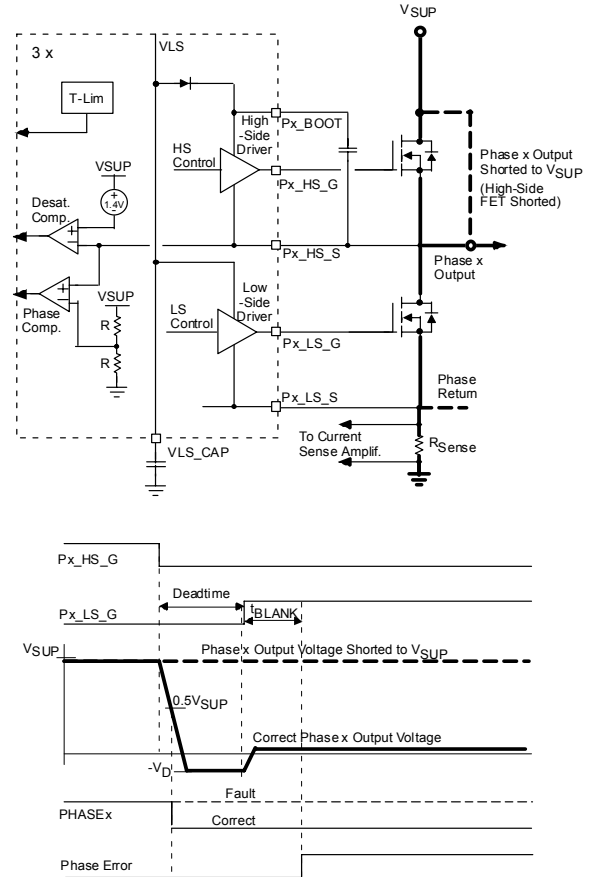 VSUP
3 x
VLS
T-Lim
High
-Side
Driver
Px_BOOT
HS
Control
Px_HS_G
Phase x Output
Shorted to VSUP
(High-Side
FET Shorted)
VSUP
+
1.4V
-
Desat.
Comp.
+
-
Px_HS_S
Phase x
Output
+
-
Phase
Comp.
VSUP
R
R
LS
Control
Low-
Side
Driver
Px_LS_G
Px_LS_S
Phase
Return
To Current
Sense Amplif.
RSense
VLS_CAP
Px_HS_G
Deadtime
Px_LS_G
tBLANK
VSUP
Phase x Output Voltage Shorted to VSUP
0.5VSUP
Correct Phase x Output Voltage
-VD
Fault
PHASEx
Correct
Phase Error